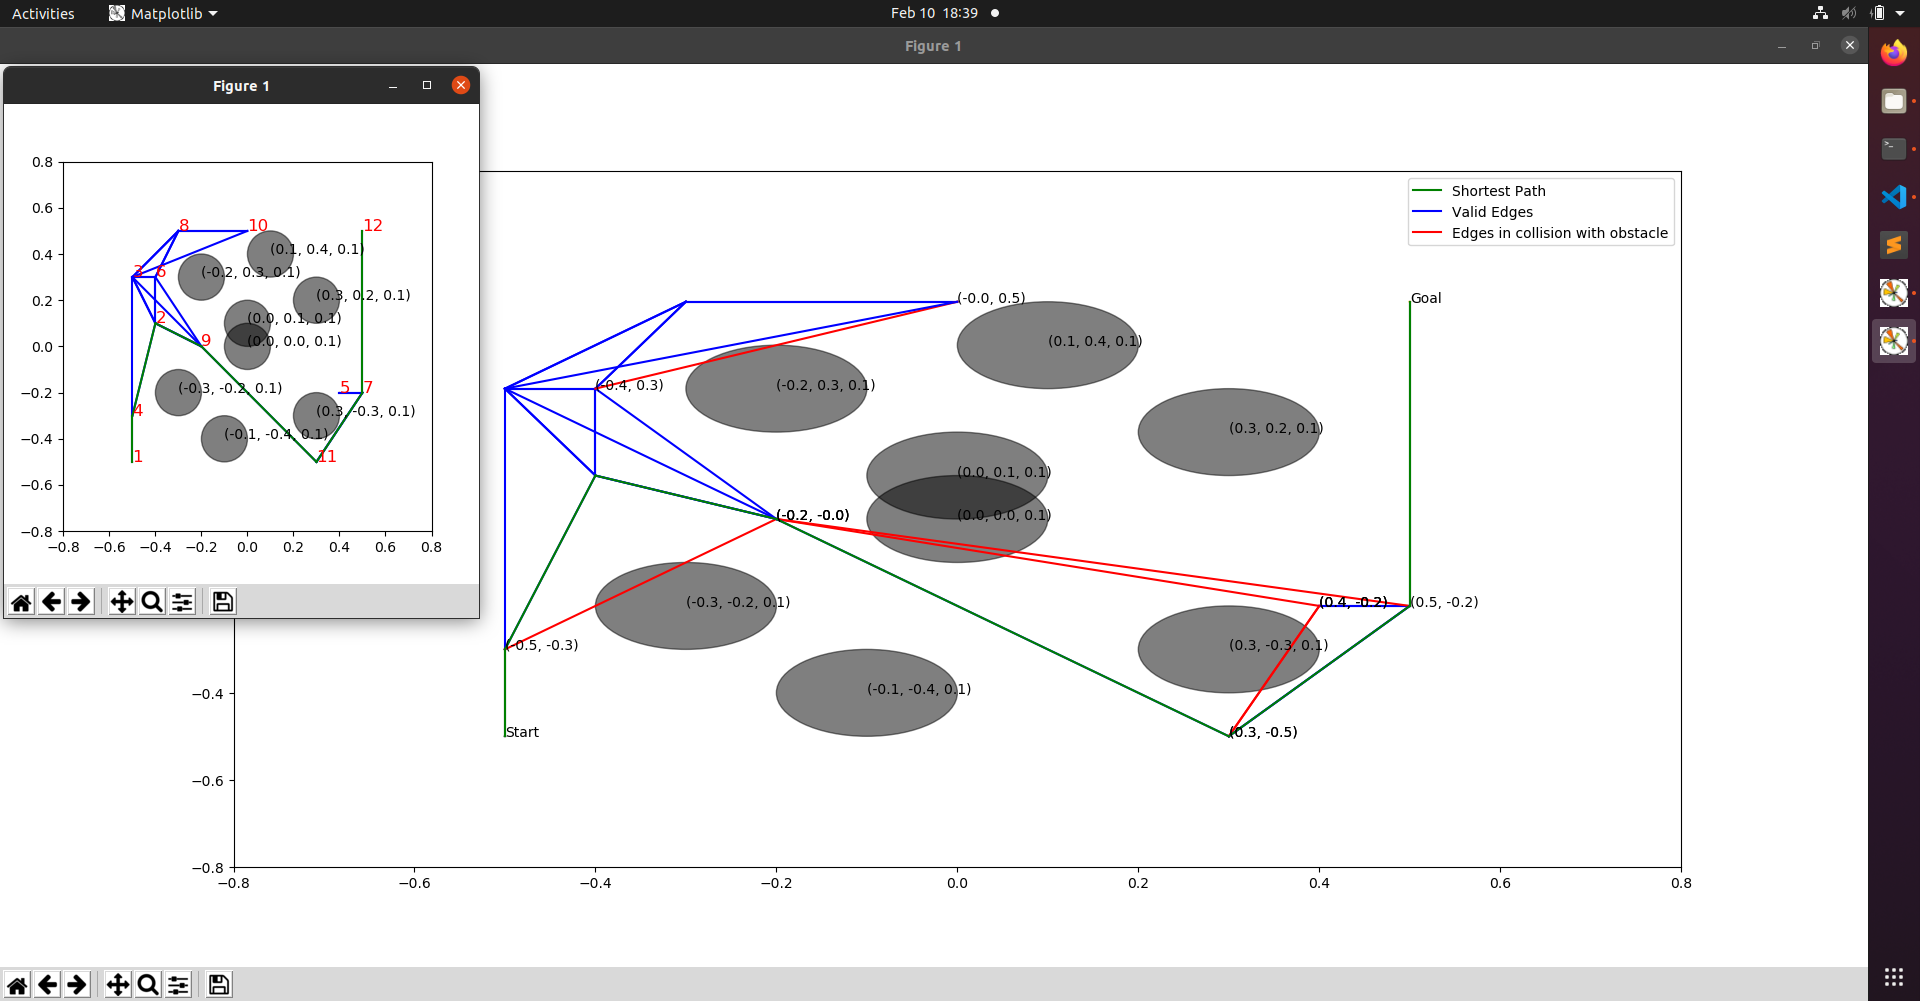 Activities
Matplotlib
Feb 10 18:39
Figure 1
Figure 1
0.8
0.6
0.4
0.2
0.0
−0.2
−0.4
−0.6
−0.8
−0.8
−0.6
−0.4
−0.2
0.0
0.2
0.4
0.6
0.8
8
10
12
(0.1, 0.4, 0.1)
3
6
(-0.2, 0.3, 0.1)
(0.3, 0.2, 0.1)
2
(0.0, 0.1, 0.1)
9
(0.0, 0.0, 0.1)
(-0.3, -0.2, 0.1)
5
7
4
(0.3, -0.3, 0.1)
(-0.1, -0.4, 0.1)
1
11
Shortest Path
Valid Edges
Edges in collision with obstacle
(-0.0, 0.5)
Goal
(0.1, 0.4, 0.1)
(-0.4, 0.3)
(-0.2, 0.3, 0.1)
(0.3, 0.2, 0.1)
(0.0, 0.1, 0.1)
(-0.2, -0.0)
(0.0, 0.0, 0.1)
(-0.3, -0.2, 0.1)
(0.4, -0.2)
(0.5, -0.2)
(-0.5, -0.3)
(0.3, -0.3, 0.1)
(-0.1, -0.4, 0.1)
Start
(0.3, -0.5)
−0.4
−0.6
−0.8
−0.8
−0.6
−0.4
−0.2
0.0
0.2
0.4
0.6
0.8